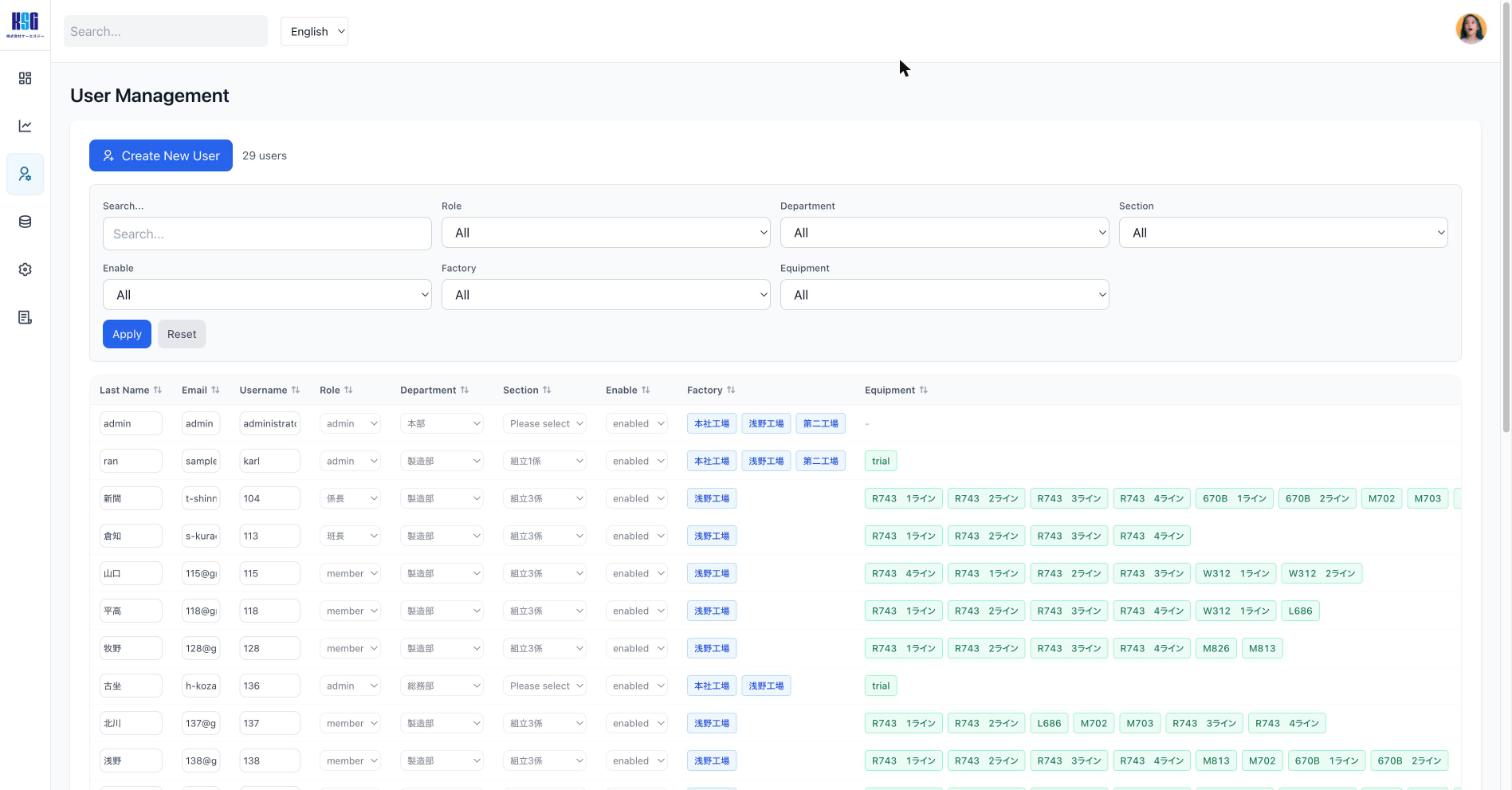 KSG
株式会社ケーエスジー
Search...
English
User Management
Create New User
29 users
Search... Role Department Section
Search... All All All
Enable Factory Equipment
All All All
Apply Reset
Last Name Email Username Role Department Section Enable Factory Equipment
admin admin administrato admin 本部 Please select enabled 本社工場 浅野工場 第二工場 -
ran sample karl admin 製造部 組立1係 enabled 本社工場 浅野工場 第二工場 trial
新間 t-shinn 104 係長 製造部 組立3係 enabled 浅野工場 R743 1ライン R743 2ライン R743 3ライン R743 4ライン 670B 1ライン 670B 2ライン M702 M703
倉知 s-kura 113 班長 製造部 組立3係 enabled 浅野工場 R743 1ライン R743 2ライン R743 3ライン R743 4ライン
山口 115@g 115 member 製造部 組立3係 enabled 浅野工場 R743 4ライン R743 1ライン R743 2ライン R743 3ライン W312 1ライン W312 2ライン
平高 118@g 118 member 製造部 組立3係 enabled 浅野工場 R743 1ライン R743 2ライン R743 3ライン R743 4ライン W312 1ライン L686
牧野 128@g 128 member 製造部 組立3係 enabled 浅野工場 R743 1ライン R743 2ライン R743 3ライン R743 4ライン M826 M813
古坐 h-koza 136 admin 総務部 Please select enabled 本社工場 浅野工場 trial
北川 137@g 137 member 製造部 組立3係 enabled 浅野工場 R743 1ライン R743 2ライン L686 M702 M703 R743 3ライン R743 4ライン
浅野 138@g 138 member 製造部 組立3係 enabled 浅野工場 R743 1ライン R743 2ライン R743 3ライン R743 4ライン M813 M702 670B 1ライン 670B 2ライン